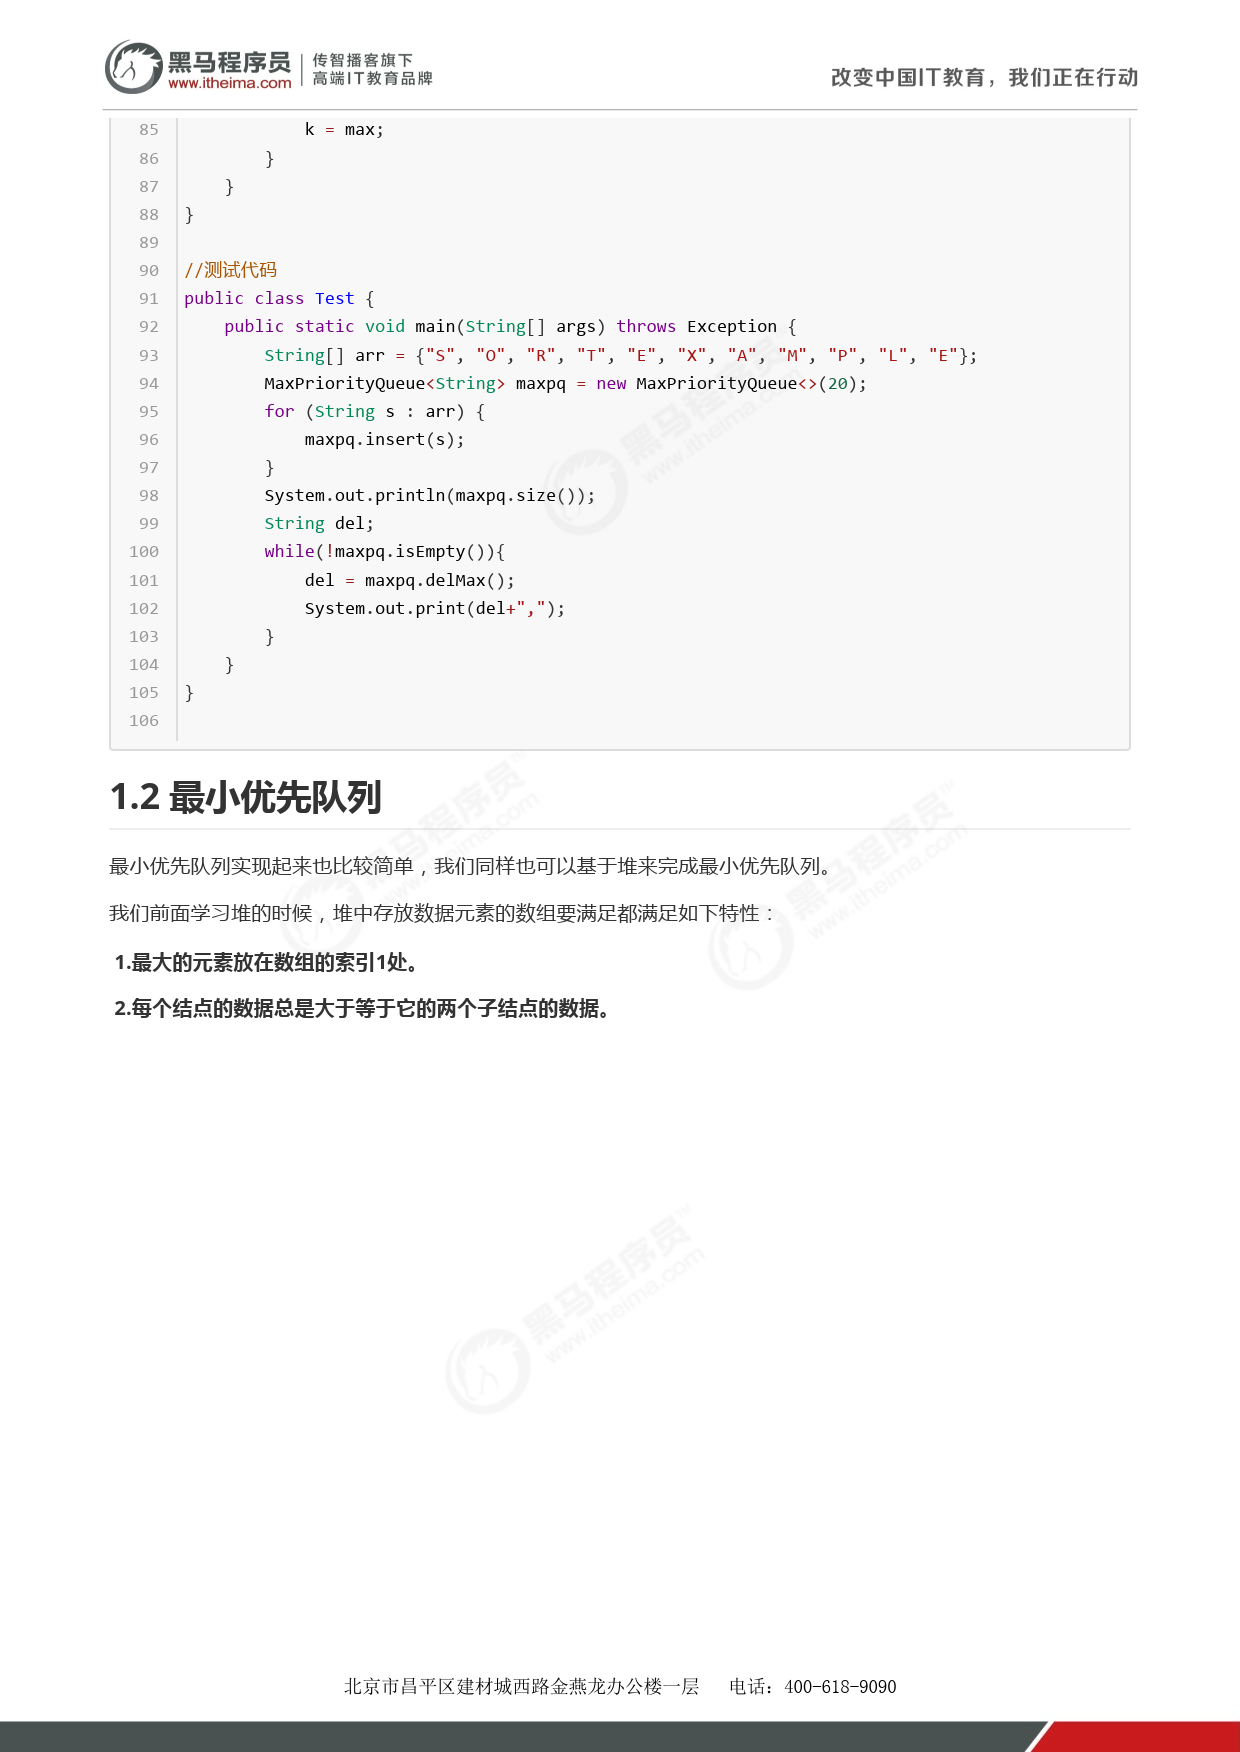 黑马程序员
www.itheima.com
传智播客旗下
高端IT教育品牌
改变中国IT教育，我们正在行动
85             k = max;
86         }
87     }
88 }
89
90 //测试代码
91 public class Test {
92     public static void main(String[] args) throws Exception {
93         String[] arr = {"S", "O", "R", "T", "E", "X", "A", "M", "P", "L", "E"};
94         MaxPriorityQueue<String> maxpq = new MaxPriorityQueue<>(20);
95         for (String s : arr) {
96             maxpq.insert(s);
97         }
98         System.out.println(maxpq.size());
99         String del;
100         while(!maxpq.isEmpty()){
101             del = maxpq.delMax();
102             System.out.print(del+",");
103         }
104     }
105 }
106
1.2 最小优先队列
最小优先队列实现起来也比较简单，我们同样也可以基于堆来完成最小优先队列。
我们前面学习堆的时候，堆中存放数据元素的数组要满足都满足如下特性：
1.最大的元素放在数组的索引1处。
2.每个结点的数据总是大于等于它的两个子结点的数据。
北京市昌平区建材城西路金燕龙办公楼一层 电话：400-618-9090